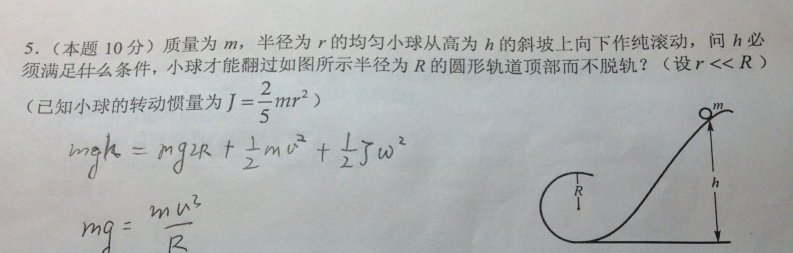 5.（本题 10 分）质量为 m，半径为 r 的均匀小球从高为 h 的斜坡上向下作纯滚动，问 h 必
须满足什么条件，小球才能翻过如图所示半径为 R 的圆形轨道顶部而不脱轨？（设 r << R）
（已知小球的转动惯量为 J = 2/5 mr²）
mgh = mg2R + 1/2 mv² + 1/2 Jω²
mg = mv²/R
m
h
R